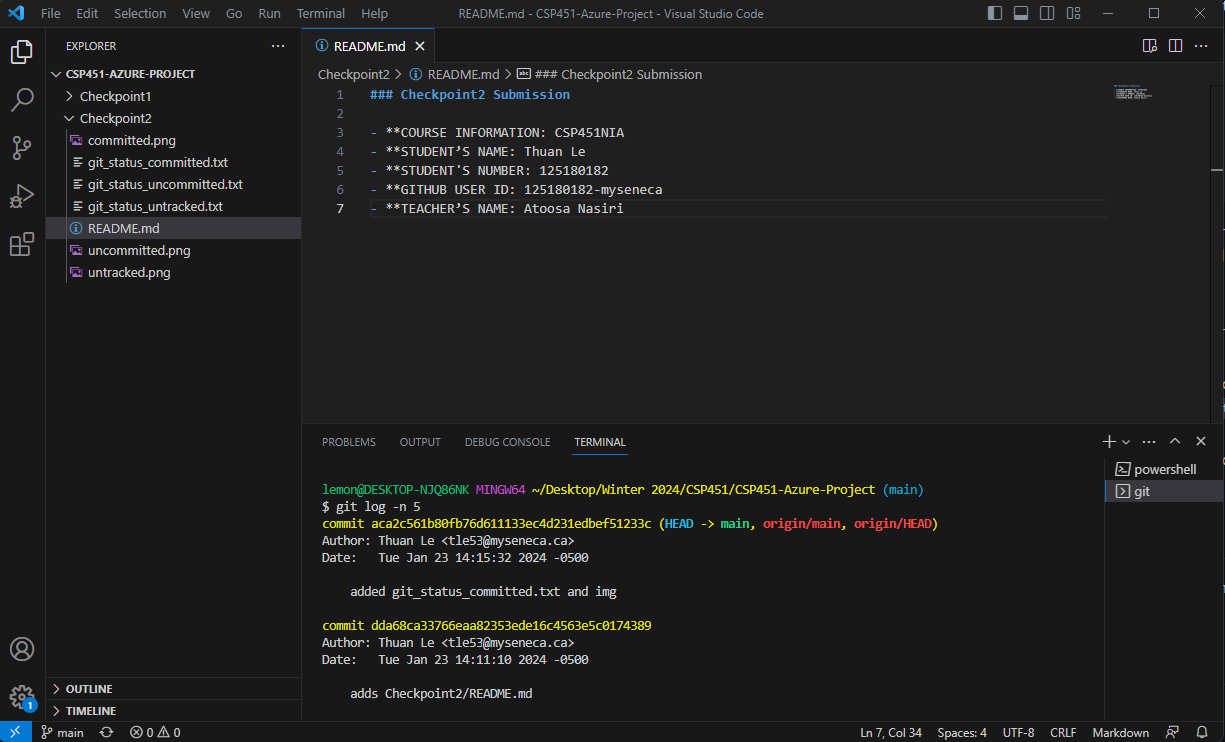 File Edit Selection View Go Run Terminal Help README.md - CSP451-Azure-Project - Visual Studio Code
EXPLORER
CSP451-AZURE-PROJECT
Checkpoint1
Checkpoint2
committed.png
git_status_committed.txt
git_status_uncommitted.txt
git_status_untracked.txt
README.md
uncommitted.png
untracked.png
OUTLINE
TIMELINE
README.md
Checkpoint2 > README.md > ### Checkpoint2 Submission
1 ### Checkpoint2 Submission
2
3 - **COURSE INFORMATION: CSP451NIA
4 - **STUDENT’S NAME: Thuan Le
5 - **STUDENT'S NUMBER: 125180182
6 - **GITHUB USER ID: 125180182-myseneca
7 - **TEACHER’S NAME: Atoosa Nasiri
PROBLEMS OUTPUT DEBUG CONSOLE TERMINAL
powershell
git
lemon@DESKTOP-NJQ86NK MINGW64 ~/Desktop/Winter 2024/CSP451/CSP451-Azure-Project (main)
$ git log -n 5
commit aca2c561b80fb76d611133ec4d231edbef51233c (HEAD -> main, origin/main, origin/HEAD)
Author: Thuan Le <tle53@myseneca.ca>
Date:   Tue Jan 23 14:15:32 2024 -0500
added git_status_committed.txt and img
commit dda68ca33766eaa82353ede16c4563e5c0174389
Author: Thuan Le <tle53@myseneca.ca>
Date:   Tue Jan 23 14:11:10 2024 -0500
adds Checkpoint2/README.md
1
main 0 0 Ln 7, Col 34 Spaces: 4 UTF-8 CRLF Markdown